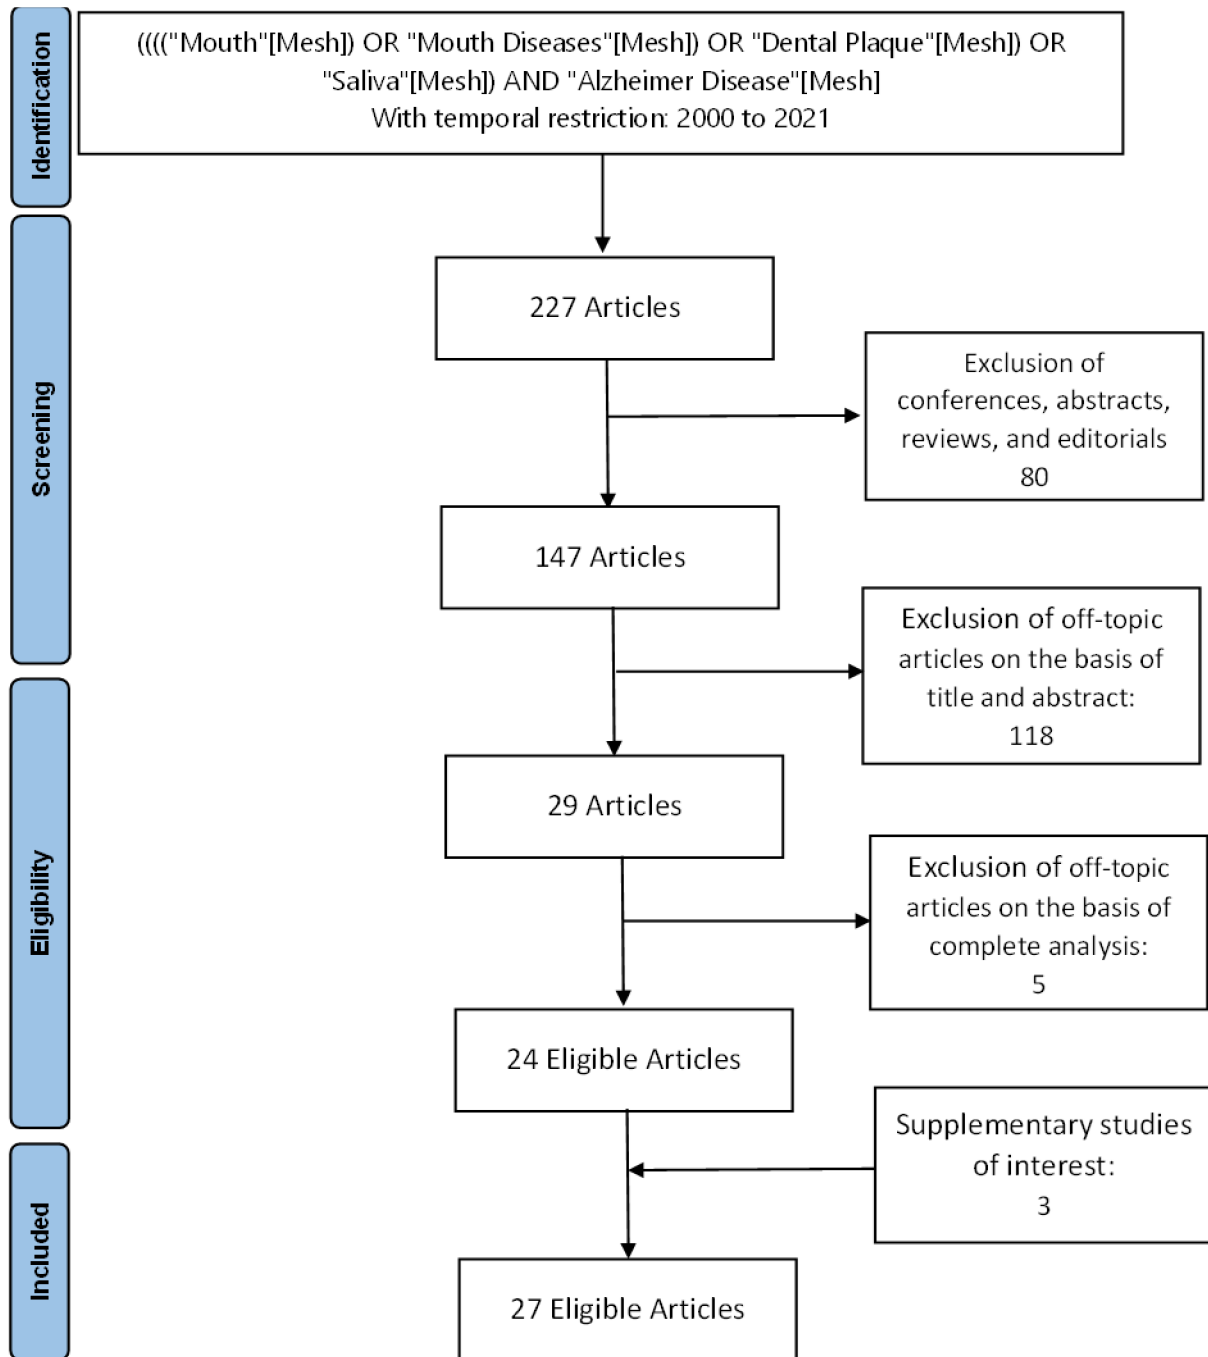 Identification
((((("Mouth"[Mesh]) OR "Mouth Diseases"[Mesh]) OR "Dental Plaque"[Mesh]) OR
"Saliva"[Mesh]) AND "Alzheimer Disease"[Mesh]
With temporal restriction: 2000 to 2021
Screening
227 Articles
Exclusion of
conferences, abstracts,
reviews, and editorials
80
147 Articles
Exclusion of off-topic
articles on the basis of
title and abstract:
118
Eligibility
29 Articles
Exclusion of off-topic
articles on the basis of
complete analysis:
5
24 Eligible Articles
Supplementary studies
of interest:
3
Included
27 Eligible Articles